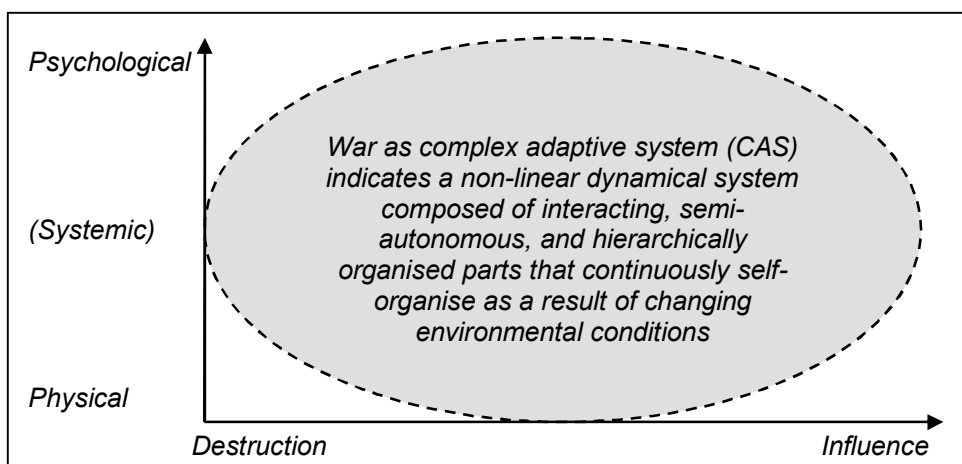 Psychological
War as complex adaptive system (CAS)
indicates a non-linear dynamical system
composed of interacting, semi-
autonomous, and hierarchically
organised parts that continuously self-
organise as a result of changing
environmental conditions
(Systemic)
Physical
Destruction
Influence